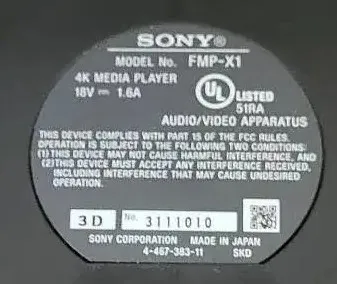 SONY®
MODEL No. FMP-X1
4K MEDIA PLAYER
18V ⎓ 1.6A
UL® LISTED
51RA
AUDIO/VIDEO APPARATUS
THIS DEVICE COMPLIES WITH PART 15 OF THE FCC RULES.
OPERATION IS SUBJECT TO THE FOLLOWING TWO CONDITIONS:
(1) THIS DEVICE MAY NOT CAUSE HARMFUL INTERFERENCE, AND
(2) THIS DEVICE MUST ACCEPT ANY INTERFERENCE RECEIVED,
INCLUDING INTERFERENCE THAT MAY CAUSE UNDESIRED
OPERATION.
3D No. 3111010
SONY CORPORATION MADE IN JAPAN
4-467-383-11 SKD